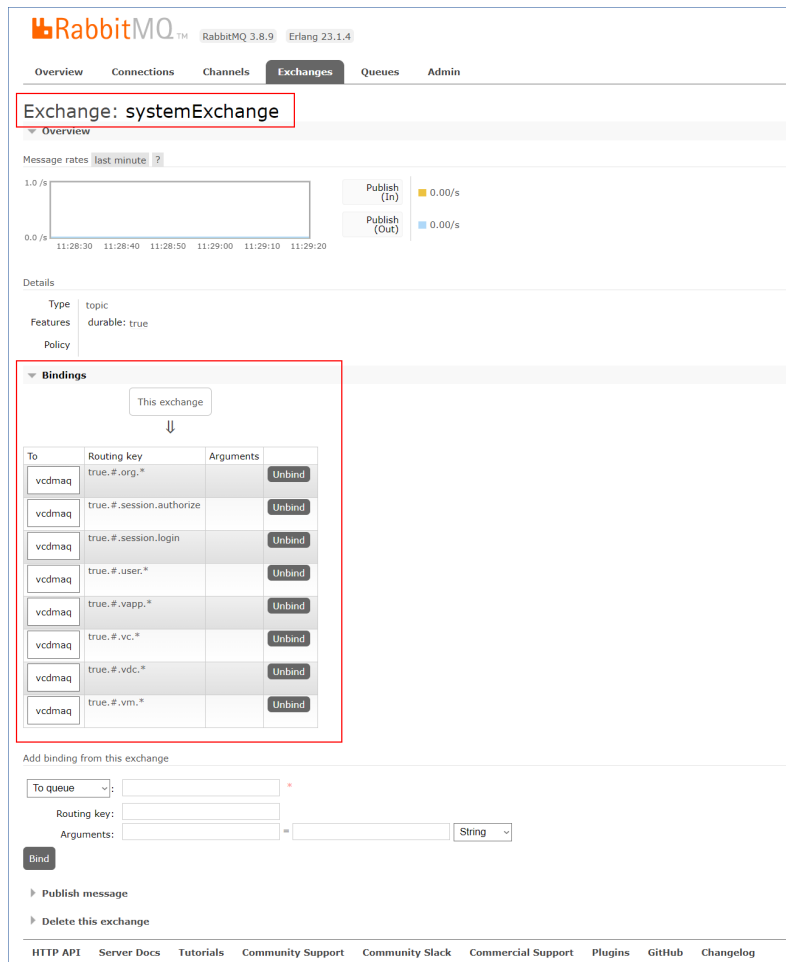 RabbitMQ TM RabbitMQ 3.8.9 Erlang 23.1.4
Overview Connections Channels Exchanges Queues Admin
Exchange: systemExchange
Overview
Message rates last minute ?
1.0 /s
0.0 /s
11:28:30 11:28:40 11:28:50 11:29:00 11:29:10 11:29:20
Publish
(In)
0.00/s
Publish
(Out)
0.00/s
Details
Type topic
Features durable: true
Policy
Bindings
This exchange
⇓
To Routing key Arguments
vcdmaq true.#.org.* Unbind
vcdmaq true.#.session.authorize Unbind
vcdmaq true.#.session.login Unbind
vcdmaq true.#.user.* Unbind
vcdmaq true.#.vapp.* Unbind
vcdmaq true.#.vc.* Unbind
vcdmaq true.#.vdc.* Unbind
vcdmaq true.#.vm.* Unbind
Add binding from this exchange
To queue : *
Routing key:
Arguments: = String
Bind
Publish message
Delete this exchange
HTTP API Server Docs Tutorials Community Support Community Slack Commercial Support Plugins GitHub Changelog